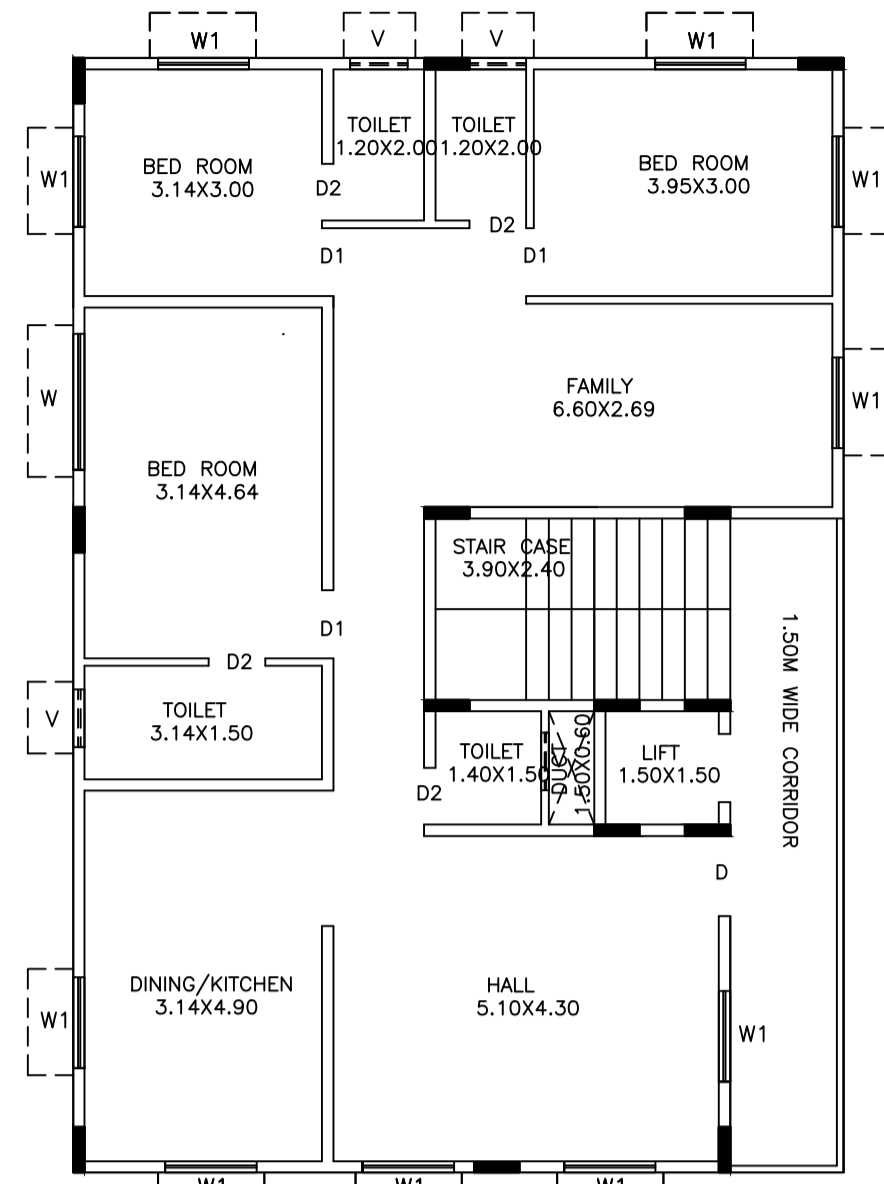 W1
V
V
W1
TOILET
1.20X2.00
TOILET
1.20X2.00
BED ROOM
3.14X3.00
BED ROOM
3.95X3.00
W1
W1
D2
D2
D1
D1
W
FAMILY
6.60X2.69
W1
BED ROOM
3.14X4.64
STAIR CASE
3.90X2.40
D1
1.50M WIDE CORRIDOR
D2
V
TOILET
3.14X1.50
TOILET
1.40X1.50
DUCT
1.50X0.60
LIFT
1.50X1.50
D2
D
DINING/KITCHEN
3.14X4.90
HALL
5.10X4.30
W1
W1
W1
W1
W1